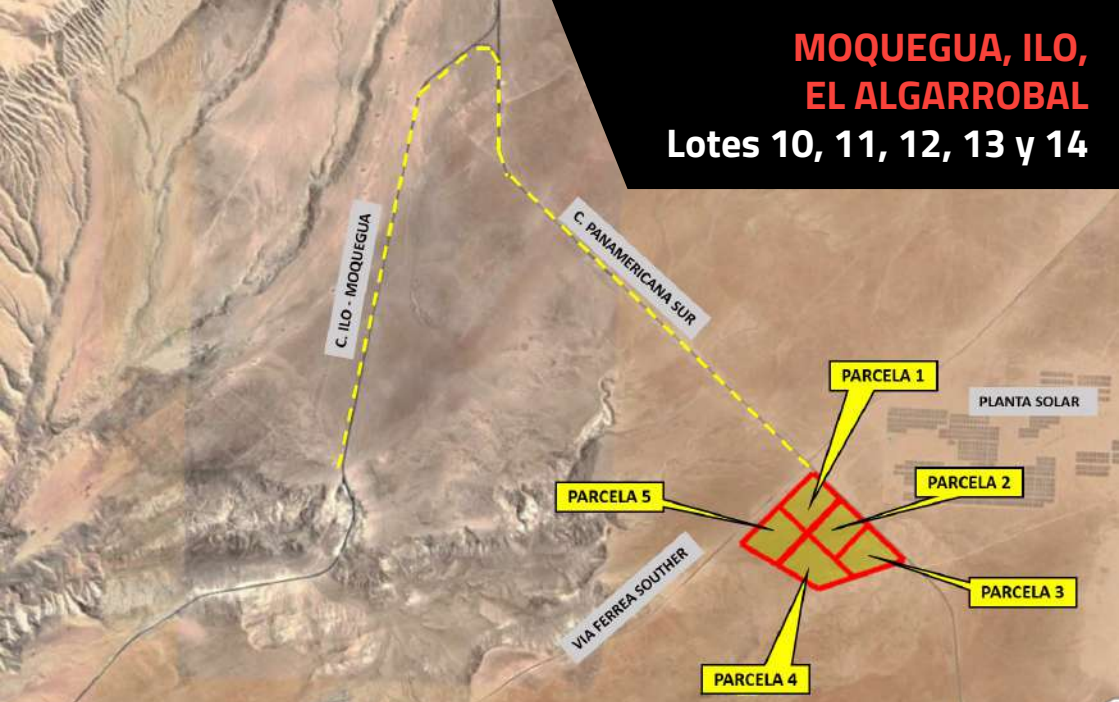 MOQUEGUA, ILO,
EL ALGARROBAL
Lotes 10, 11, 12, 13 y 14
C. ILO - MOQUEGUA
C. PANAMERICANA SUR
PARCELA 1
PLANTA SOLAR
PARCELA 2
PARCELA 5
VIA FERREA SOUTHER
PARCELA 3
PARCELA 4